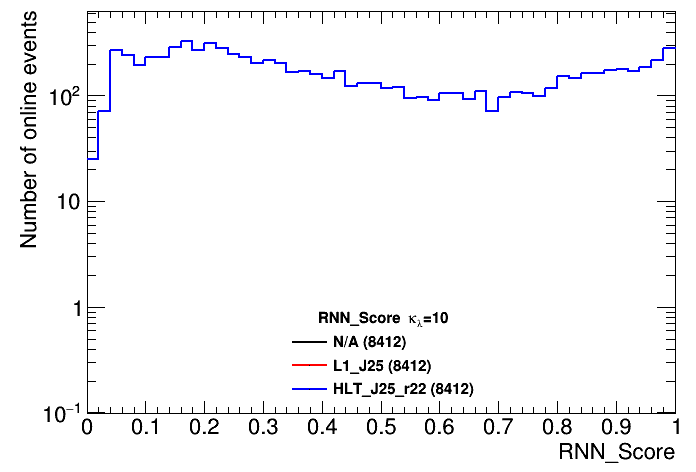 Number of online events
10²
10
1
10⁻¹
RNN_Score κλ=10
N/A (8412)
L1_J25 (8412)
HLT_J25_r22 (8412)
0 0.1 0.2 0.3 0.4 0.5 0.6 0.7 0.8 0.9 1
RNN_Score